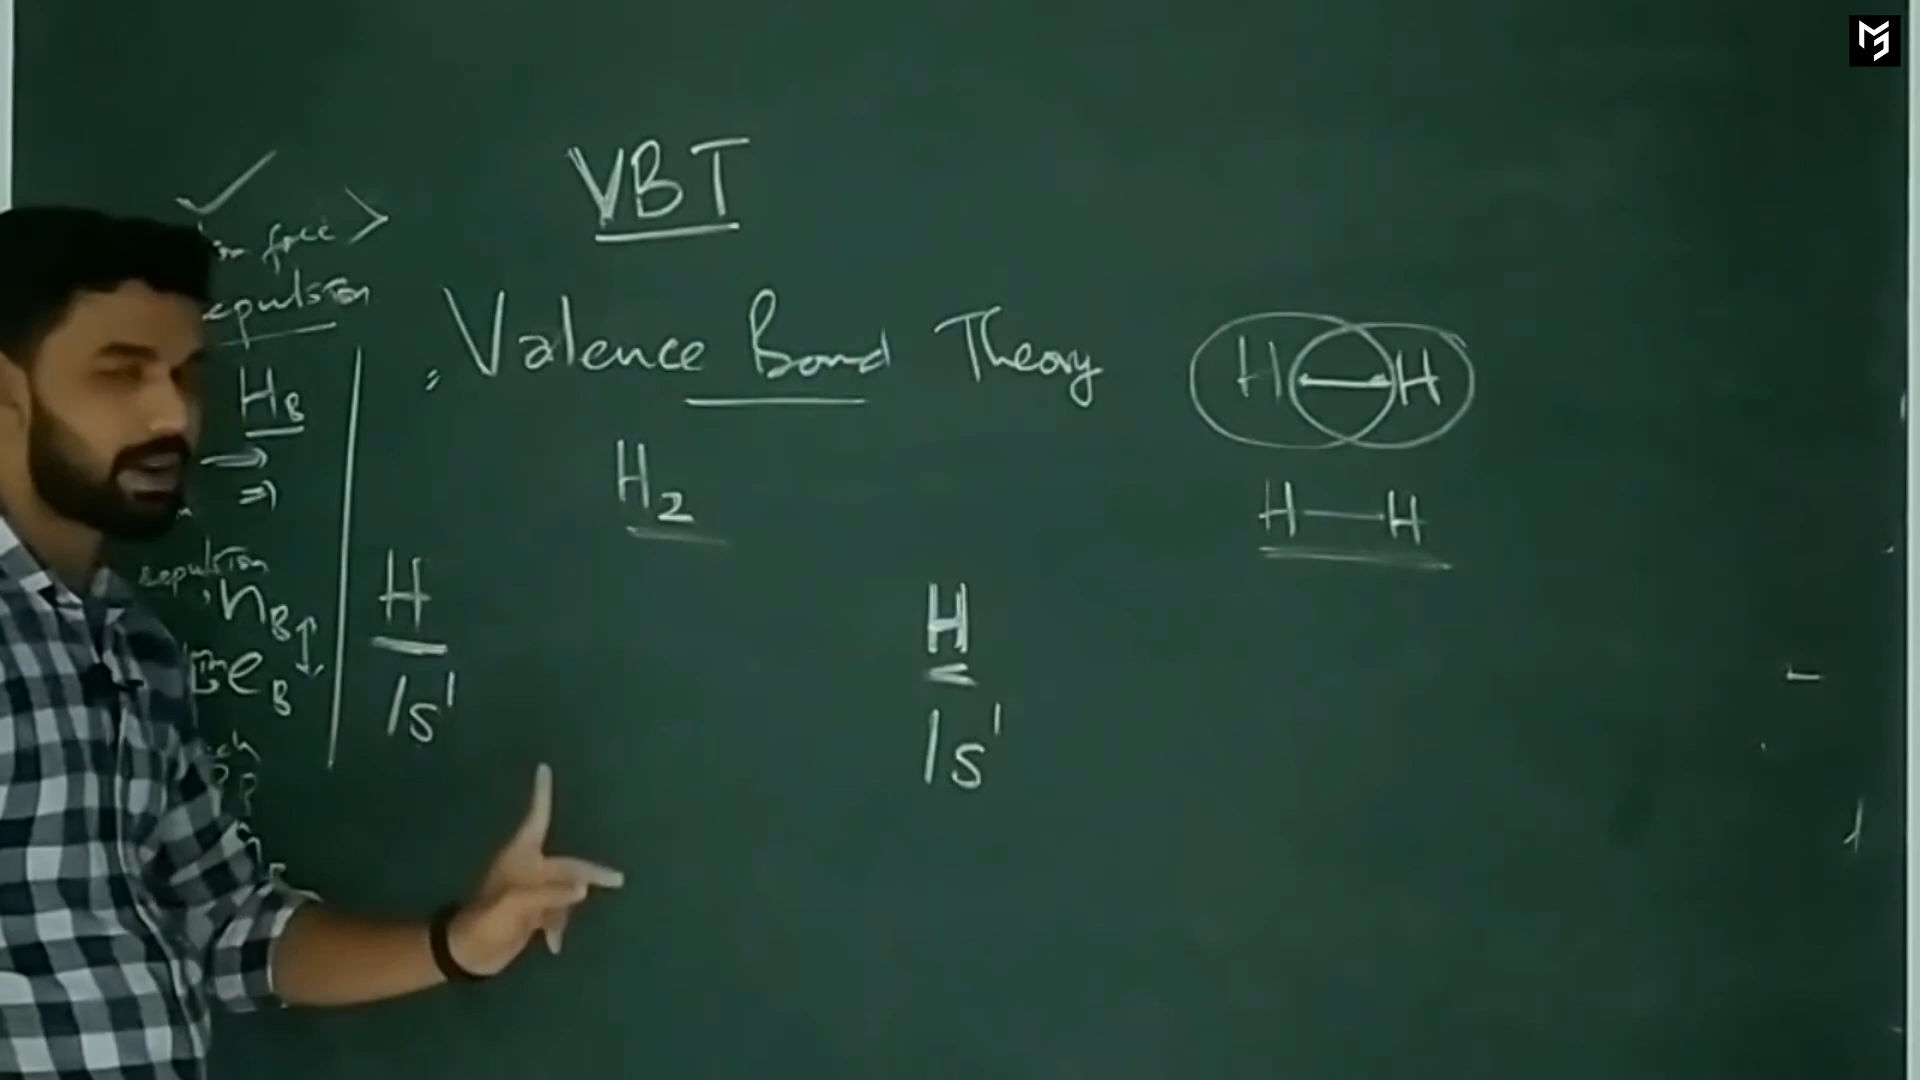 VBT
Valence Bond Theory
H H
H2
H — H
repulsion
H_B
repulsion
n_B
e_B
H
1s¹
H
1s¹